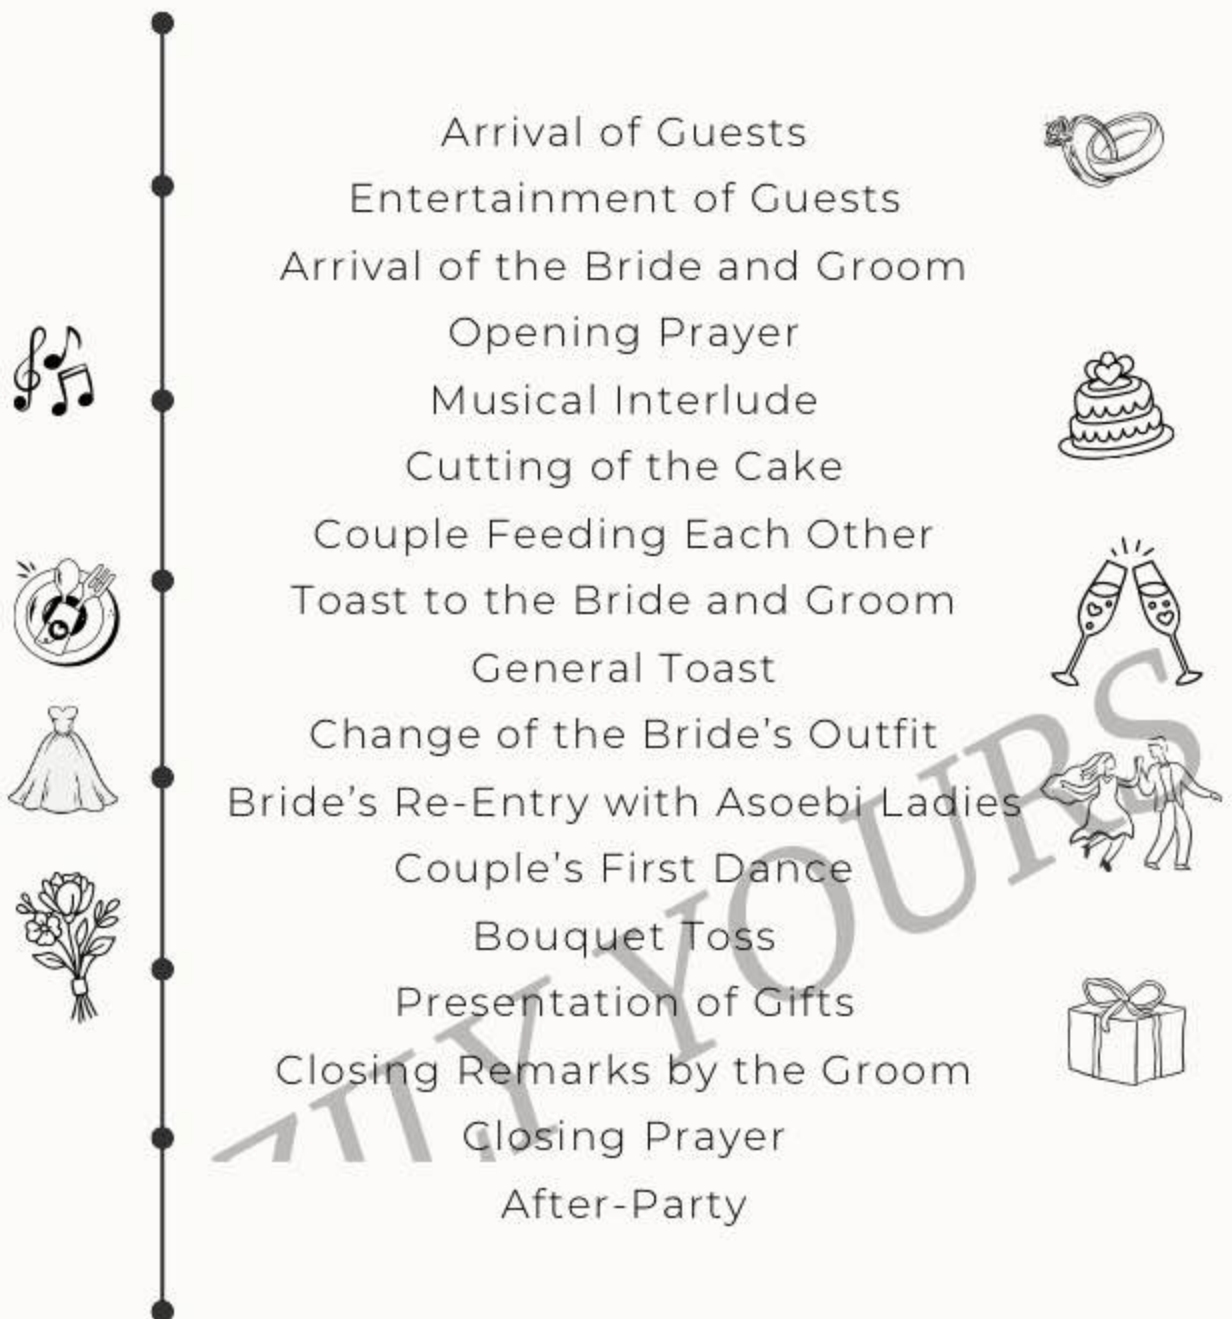 Arrival of Guests
Entertainment of Guests
Arrival of the Bride and Groom
Opening Prayer
Musical Interlude
Cutting of the Cake
Couple Feeding Each Other
Toast to the Bride and Groom
General Toast
Change of the Bride's Outfit
Bride's Re-Entry with Asoebi Ladies
Couple's First Dance
Bouquet Toss
Presentation of Gifts
Closing Remarks by the Groom
Closing Prayer
After-Party
YOURS